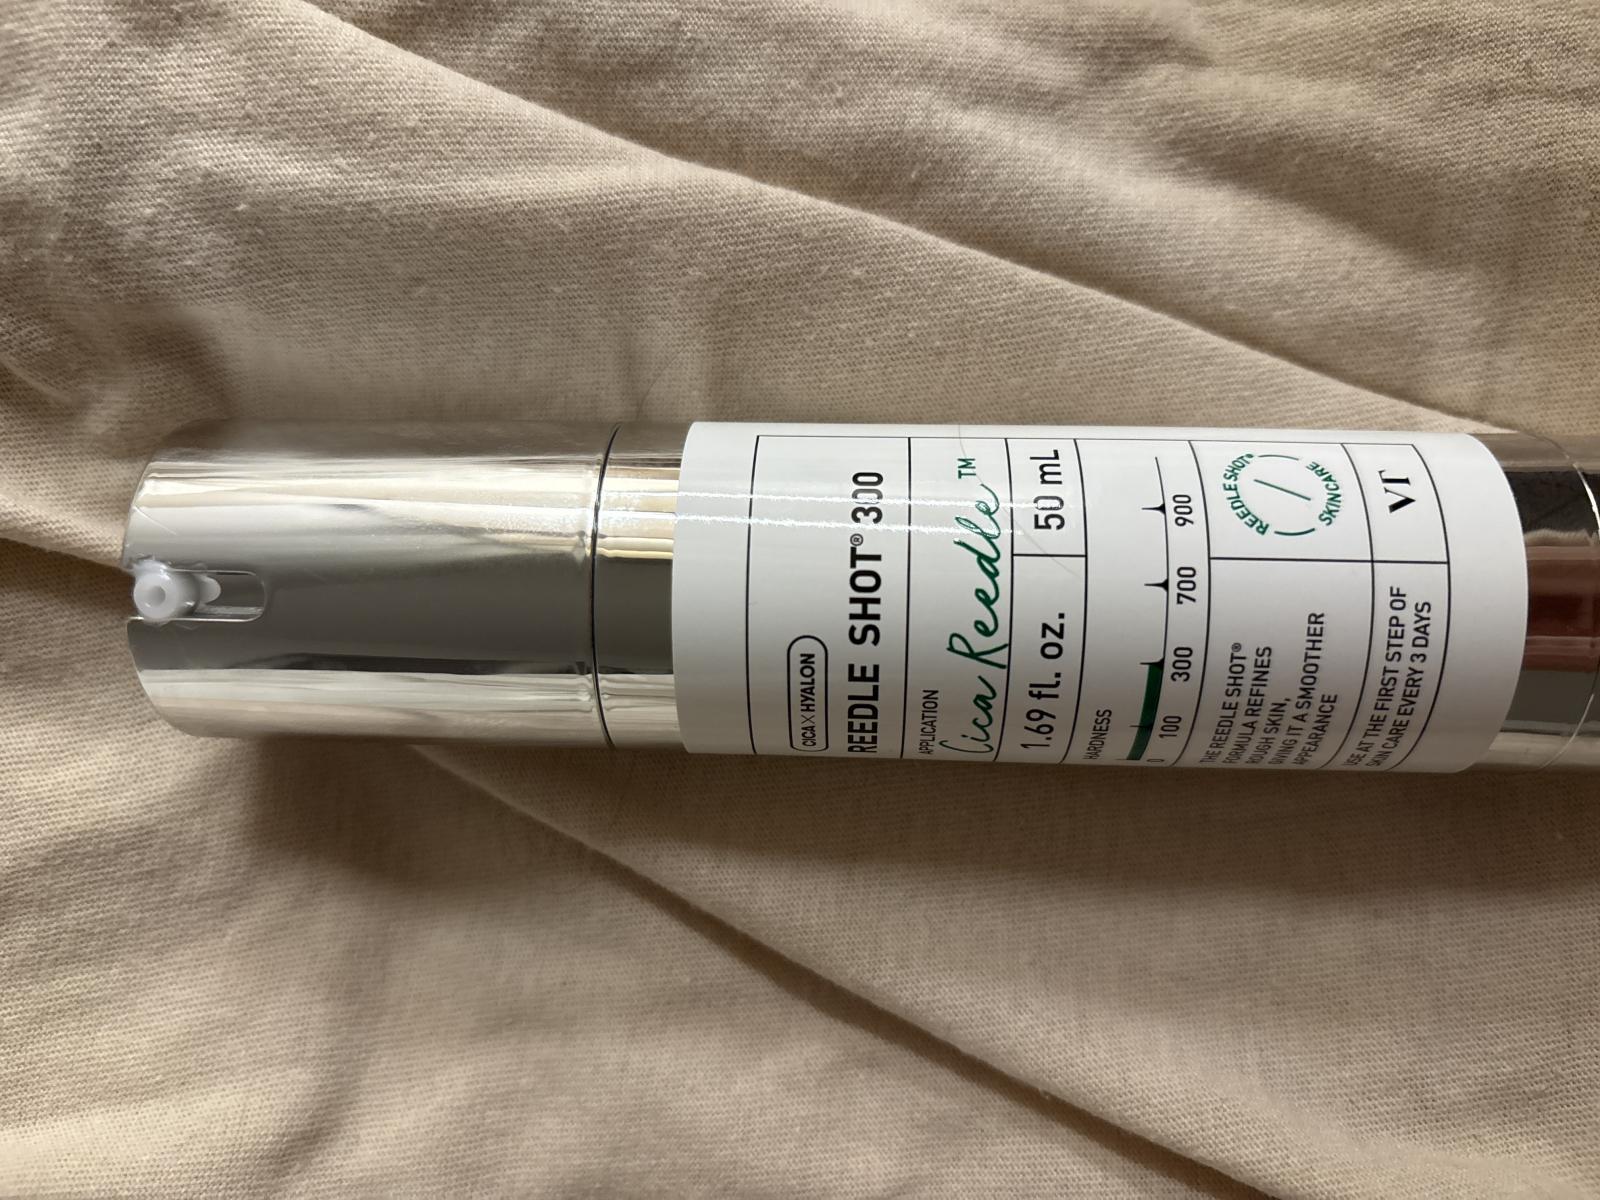 CICA X HYALON
REEDLE SHOT® 300
APPLICATION
Cica Reedle™
1.69 fl. oz.
50 mL
HARDNESS
0 100 300 700 900
THE REEDLE SHOT®
FORMULA REFINES
ROUGH SKIN,
GIVING IT A SMOOTHER
APPEARANCE
REEDLE SHOT®
SKINCARE
USE AT THE FIRST STEP OF
SKIN CARE EVERY 3 DAYS
VT